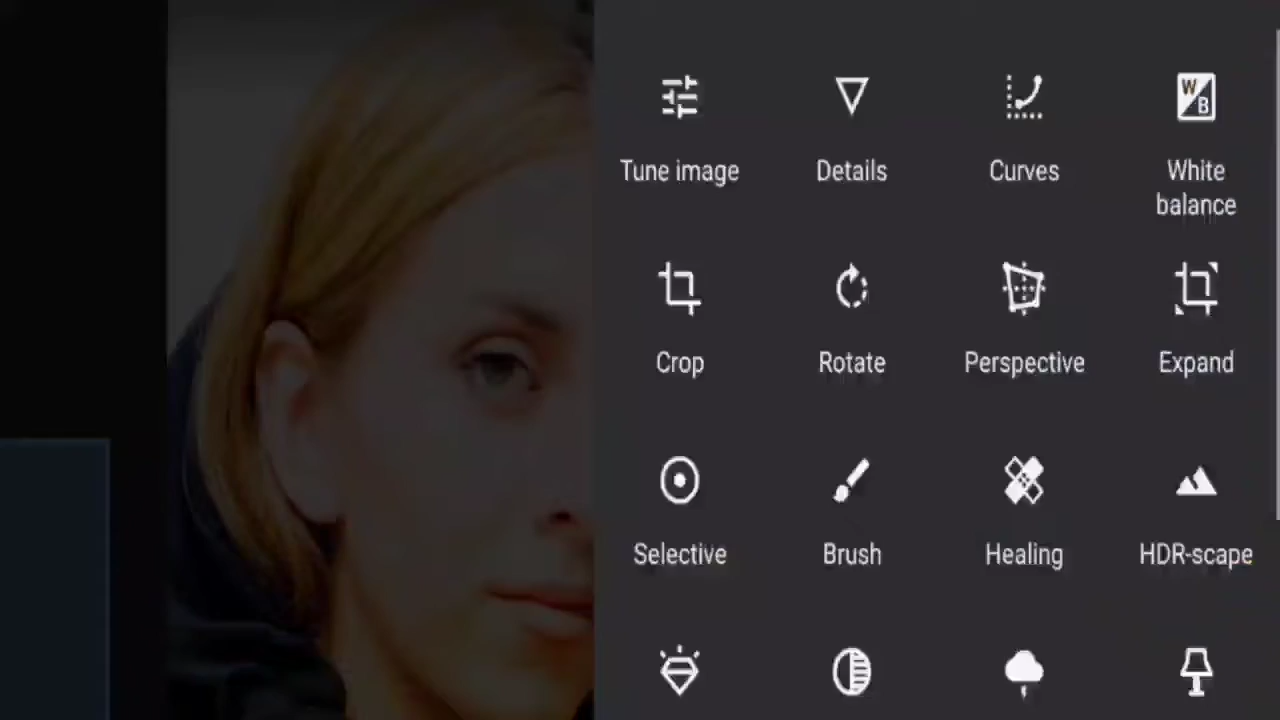 Tune image
Details
Curves
White
balance
Crop
Rotate
Perspective
Expand
Selective
Brush
Healing
HDR-scape